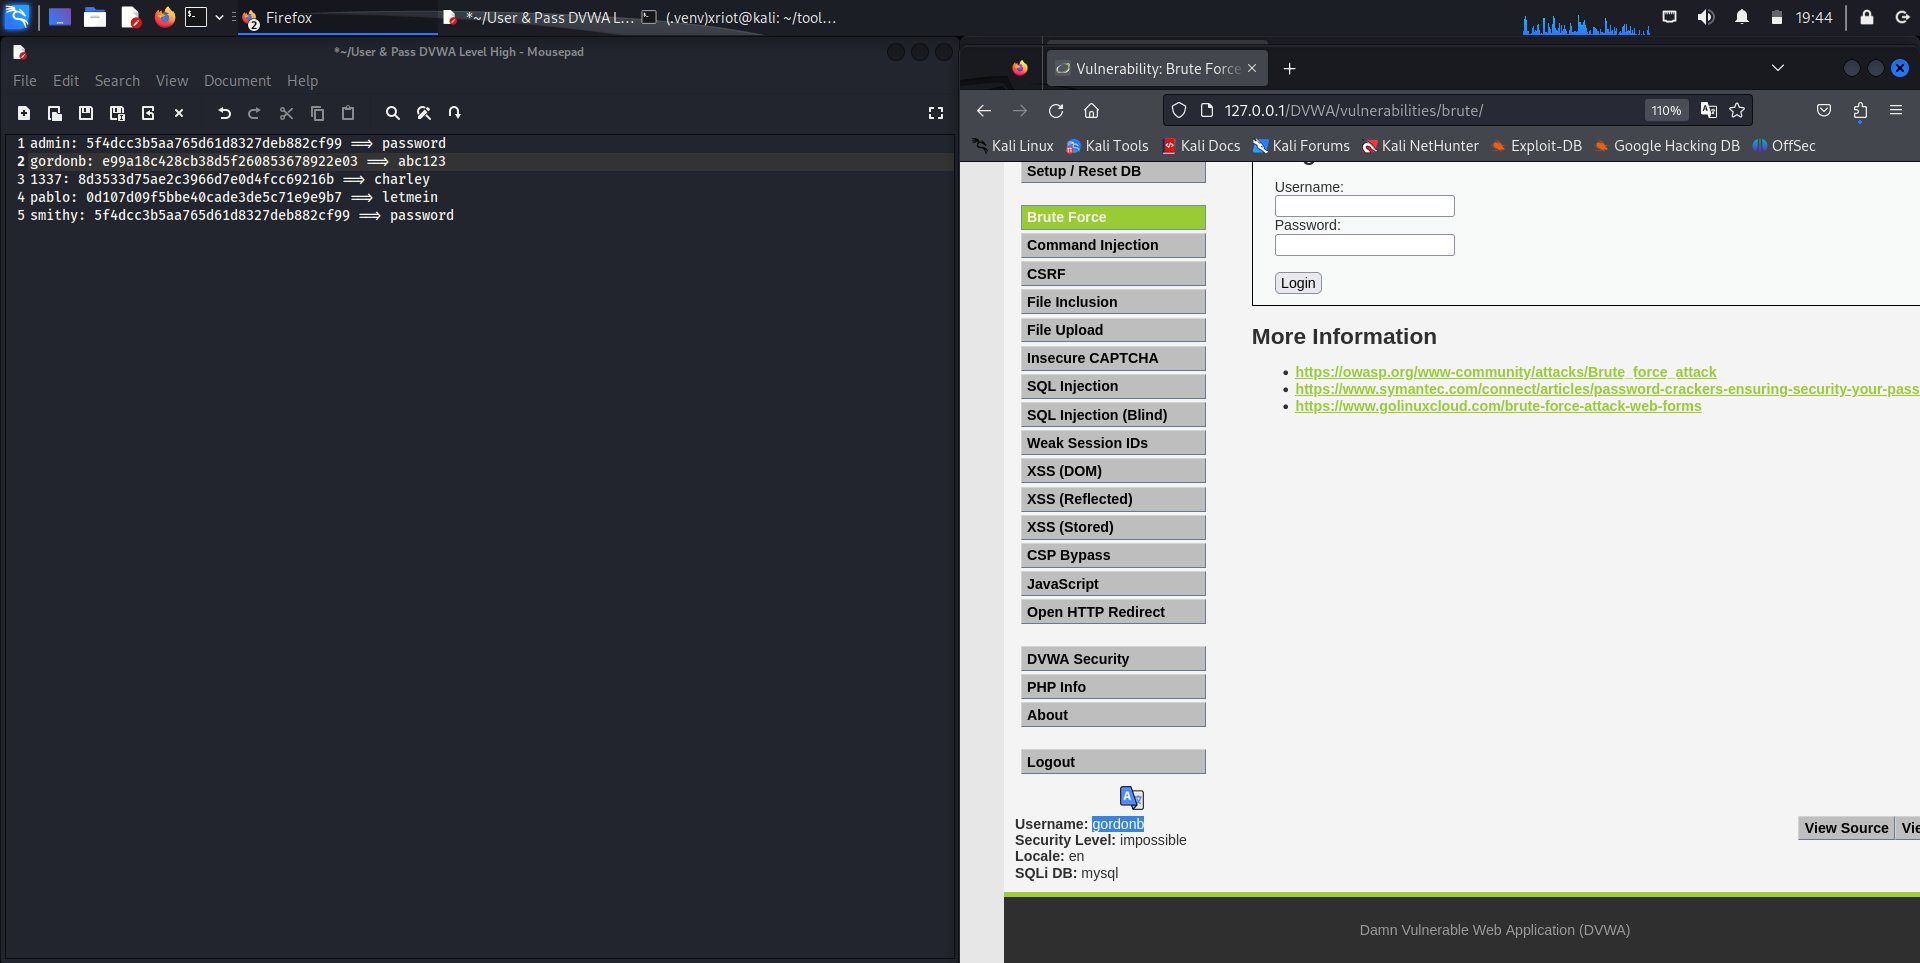 Firefox
*~/User & Pass DVWA L...
(.venv)xriot@kali: ~/tool...
19:44
*~/User & Pass DVWA Level High - Mousepad
File Edit Search View Document Help
1 admin: 5f4dcc3b5aa765d61d8327deb882cf99 ==> password
2 gordonb: e99a18c428cb38d5f260853678922e03 ==> abc123
3 1337: 8d3533d75ae2c3966d7e0d4fcc69216b ==> charley
4 pablo: 0d107d09f5bbe40cade3de5c71e9e9b7 ==> letmein
5 smithy: 5f4dcc3b5aa765d61d8327deb882cf99 ==> password
Vulnerability: Brute Force
127.0.0.1/DVWA/vulnerabilities/brute/
110%
Kali Linux Kali Tools Kali Docs Kali Forums Kali NetHunter Exploit-DB Google Hacking DB OffSec
Setup / Reset DB
Brute Force
Command Injection
CSRF
File Inclusion
File Upload
Insecure CAPTCHA
SQL Injection
SQL Injection (Blind)
Weak Session IDs
XSS (DOM)
XSS (Reflected)
XSS (Stored)
CSP Bypass
JavaScript
Open HTTP Redirect
DVWA Security
PHP Info
About
Logout
Username: gordonb
Security Level: impossible
Locale: en
SQLi DB: mysql
Username:
Password:
Login
More Information
https://owasp.org/www-community/attacks/Brute_force_attack
https://www.symantec.com/connect/articles/password-crackers-ensuring-security-your-pass
https://www.golinuxcloud.com/brute-force-attack-web-forms
View Source
Damn Vulnerable Web Application (DVWA)